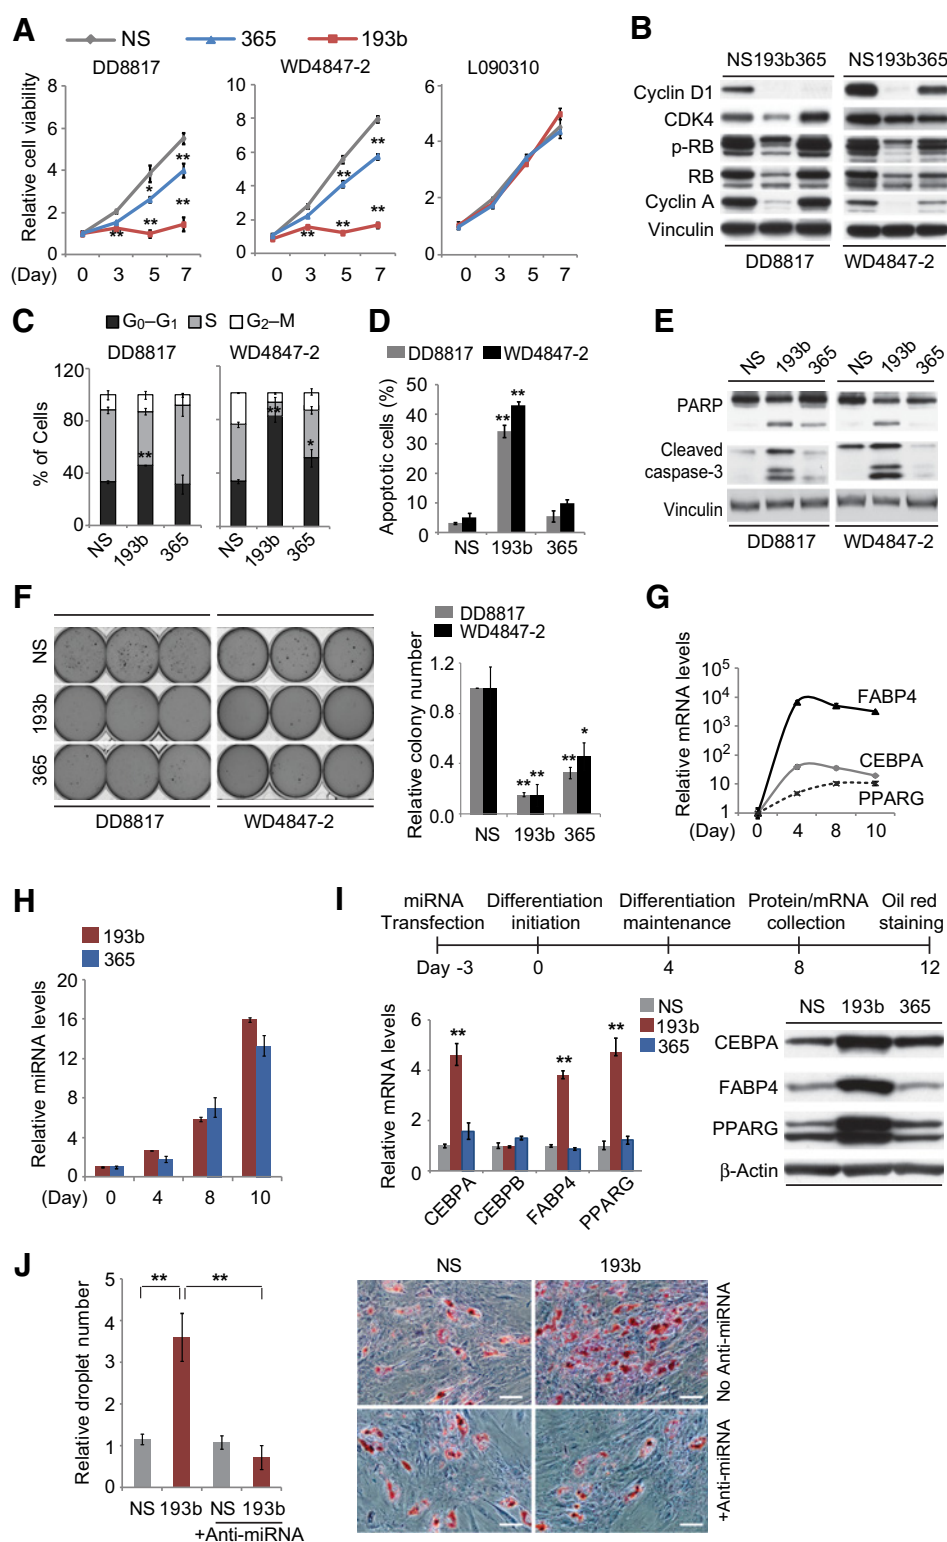 A
NS 365 193b
DD8817 WD4847-2 L090310
Relative cell viability
8
6
4
2
0
10
8
6
4
2
0
6
4
2
0
* ** ** ** **
** ** ** ** **
(Day) 0 3 5 7 0 3 5 7 0 3 5 7
B
NS193b365 NS193b365
Cyclin D1
CDK4
p-RB
RB
Cyclin A
Vinculin
DD8817 WD4847-2
C
G0–G1 S G2–M
DD8817 WD4847-2
% of Cells
120
80
40
0
** ** *
NS 193b 365 NS 193b 365
D
DD8817 WD4847-2
Apoptotic cells (%)
50
40
30
20
10
0
** **
NS 193b 365
E
NS 193b 365 NS 193b 365
PARP
Cleaved
caspase-3
Vinculin
DD8817 WD4847-2
F
NS
193b
365
DD8817 WD4847-2
DD8817
WD4847-2
Relative colony number
1.2
0.8
0.4
0.0
** ** ** *
NS 193b 365
G
Relative mRNA levels
10⁵
10⁴
10³
10²
10
1
FABP4
CEBPA
PPARG
(Day) 0 4 8 10
H
193b
365
Relative miRNA levels
20
16
12
8
4
0
(Day) 0 4 8 10
I
miRNA Differentiation Differentiation Protein/mRNA Oil red
Transfection initiation maintenance collection staining
Day -3 0 4 8 12
NS
193b
365
Relative mRNA levels
6
4
2
0
** ** **
CEBPA CEBPB FABP4 PPARG
NS 193b 365
CEBPA
FABP4
PPARG
β-Actin
J
Relative droplet number
5
4
3
2
1
0
** **
NS 193b NS 193b
+Anti-miRNA
NS 193b
No Anti-miRNA
+Anti-miRNA